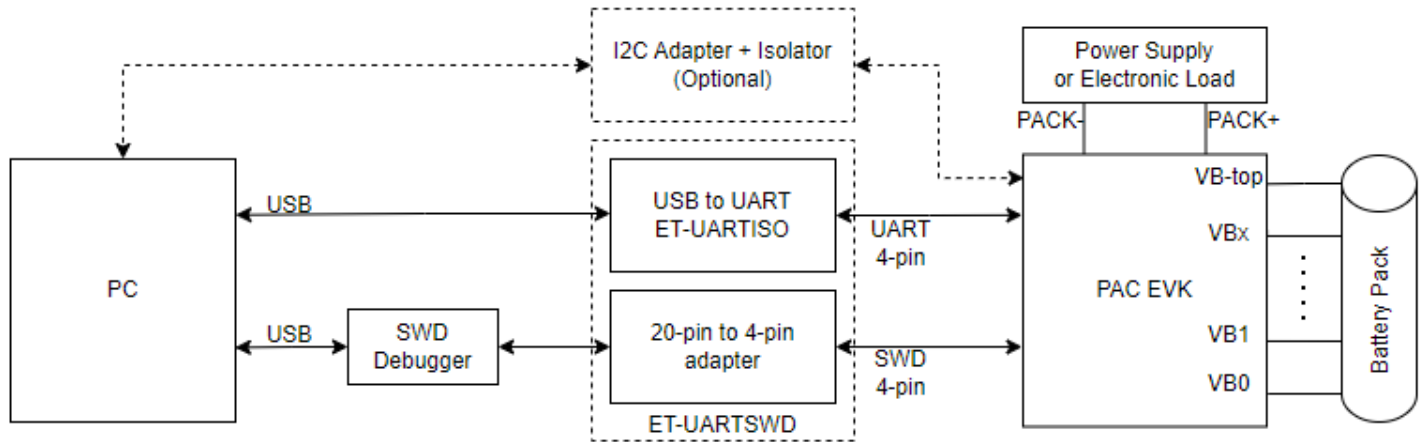 I2C Adapter + Isolator
(Optional)
Power Supply
or Electronic Load
PACK-
PACK+
PC
USB
USB to UART
ET-UARTISO
UART
4-pin
USB
SWD
Debugger
20-pin to 4-pin
adapter
SWD
4-pin
ET-UARTSWD
PAC EVK
VB-top
VBx
VB1
VB0
Battery Pack